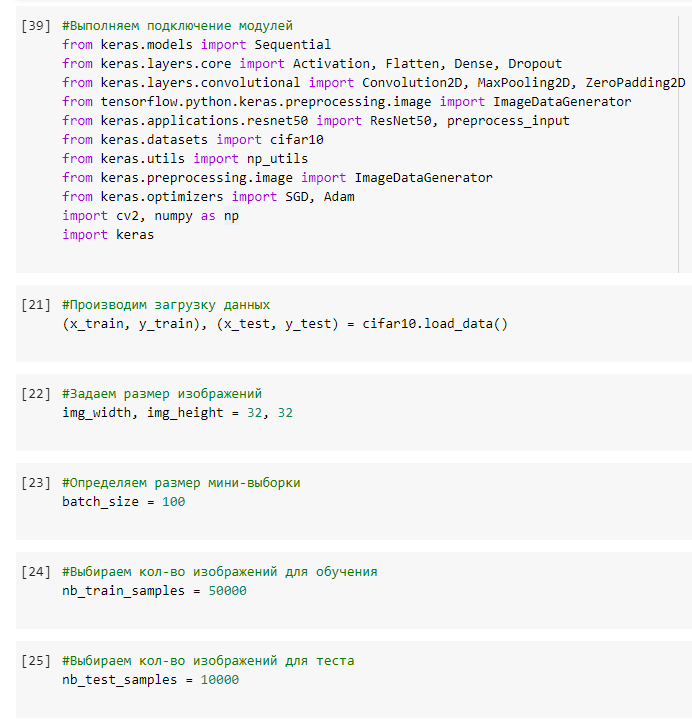 [39] #Выполняем подключение модулей
from keras.models import Sequential
from keras.layers.core import Activation, Flatten, Dense, Dropout
from keras.layers.convolutional import Convolution2D, MaxPooling2D, ZeroPadding2D
from tensorflow.python.keras.preprocessing.image import ImageDataGenerator
from keras.applications.resnet50 import ResNet50, preprocess_input
from keras.datasets import cifar10
from keras.utils import np_utils
from keras.preprocessing.image import ImageDataGenerator
from keras.optimizers import SGD, Adam
import cv2, numpy as np
import keras
[21] #Производим загрузку данных
(x_train, y_train), (x_test, y_test) = cifar10.load_data()
[22] #Задаем размер изображений
img_width, img_height = 32, 32
[23] #Определяем размер мини-выборки
batch_size = 100
[24] #Выбираем кол-во изображений для обучения
nb_train_samples = 50000
[25] #Выбираем кол-во изображений для теста
nb_test_samples = 10000